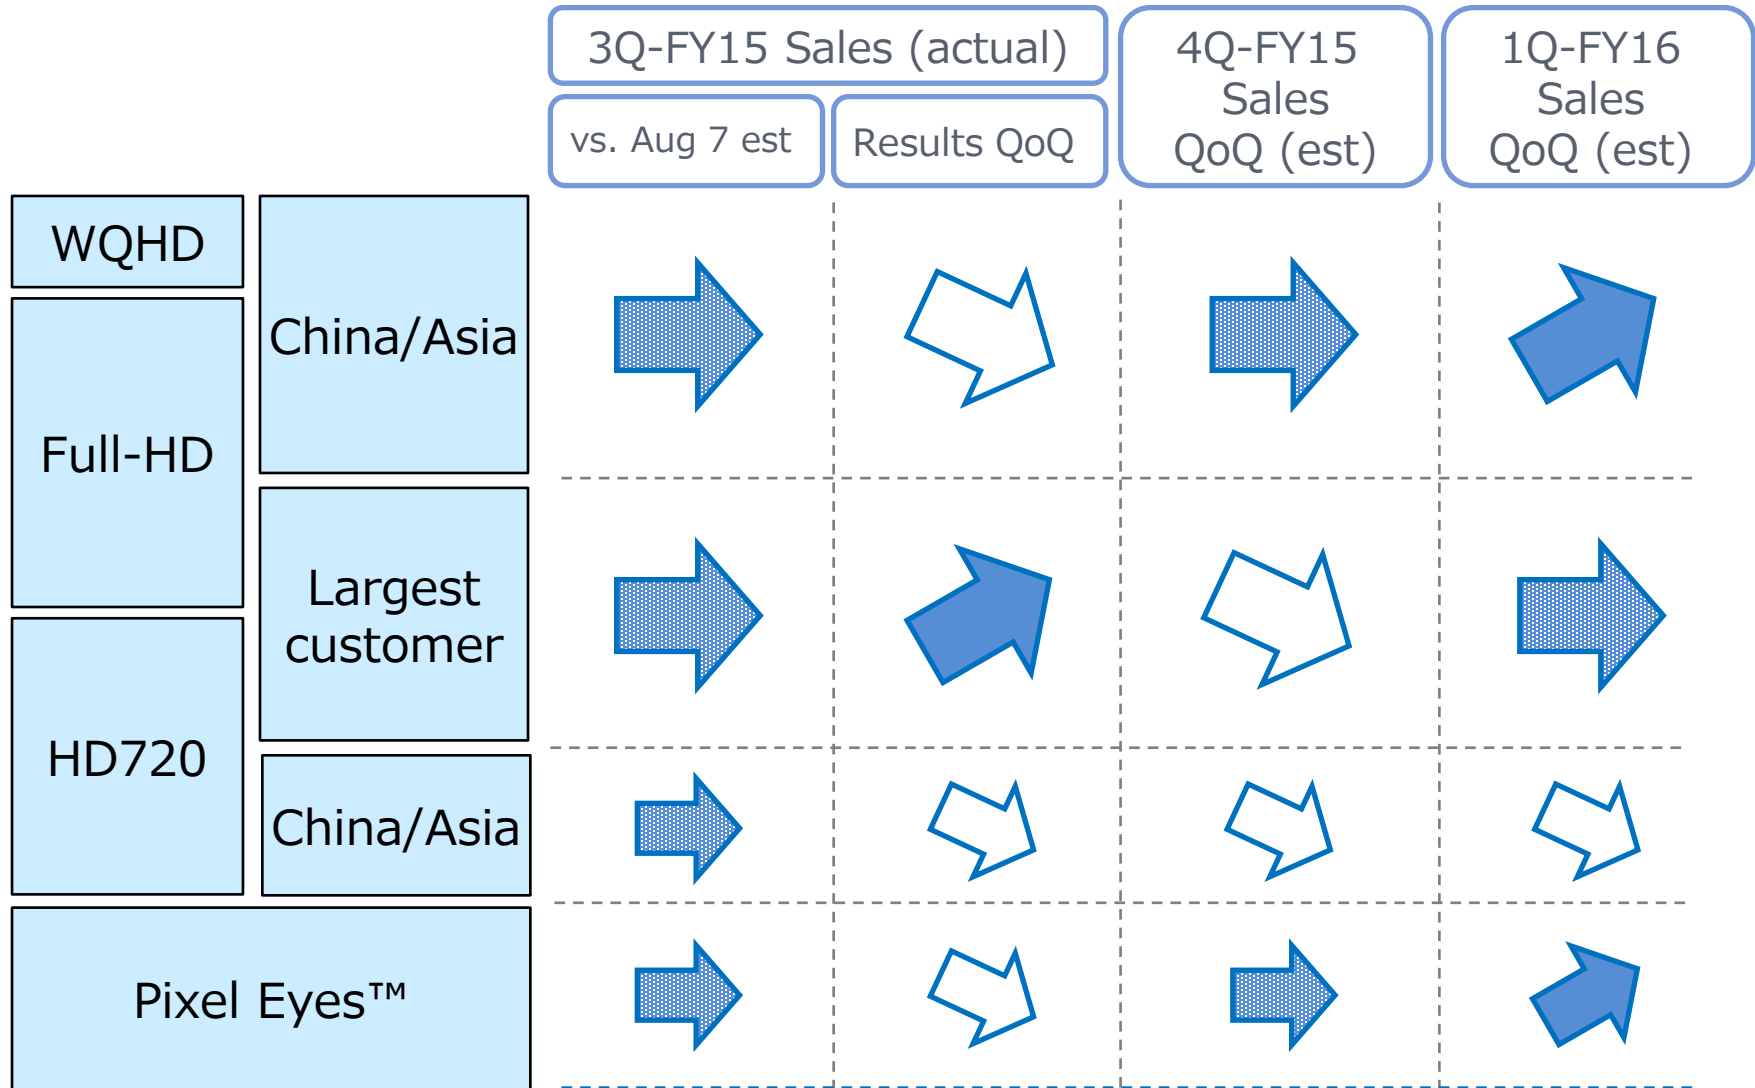 3Q-FY15 Sales (actual)
4Q-FY15
Sales
QoQ (est)
1Q-FY16
Sales
QoQ (est)
vs. Aug 7 est
Results QoQ
WQHD
China/Asia
Full-HD
Largest
customer
HD720
China/Asia
Pixel Eyes™